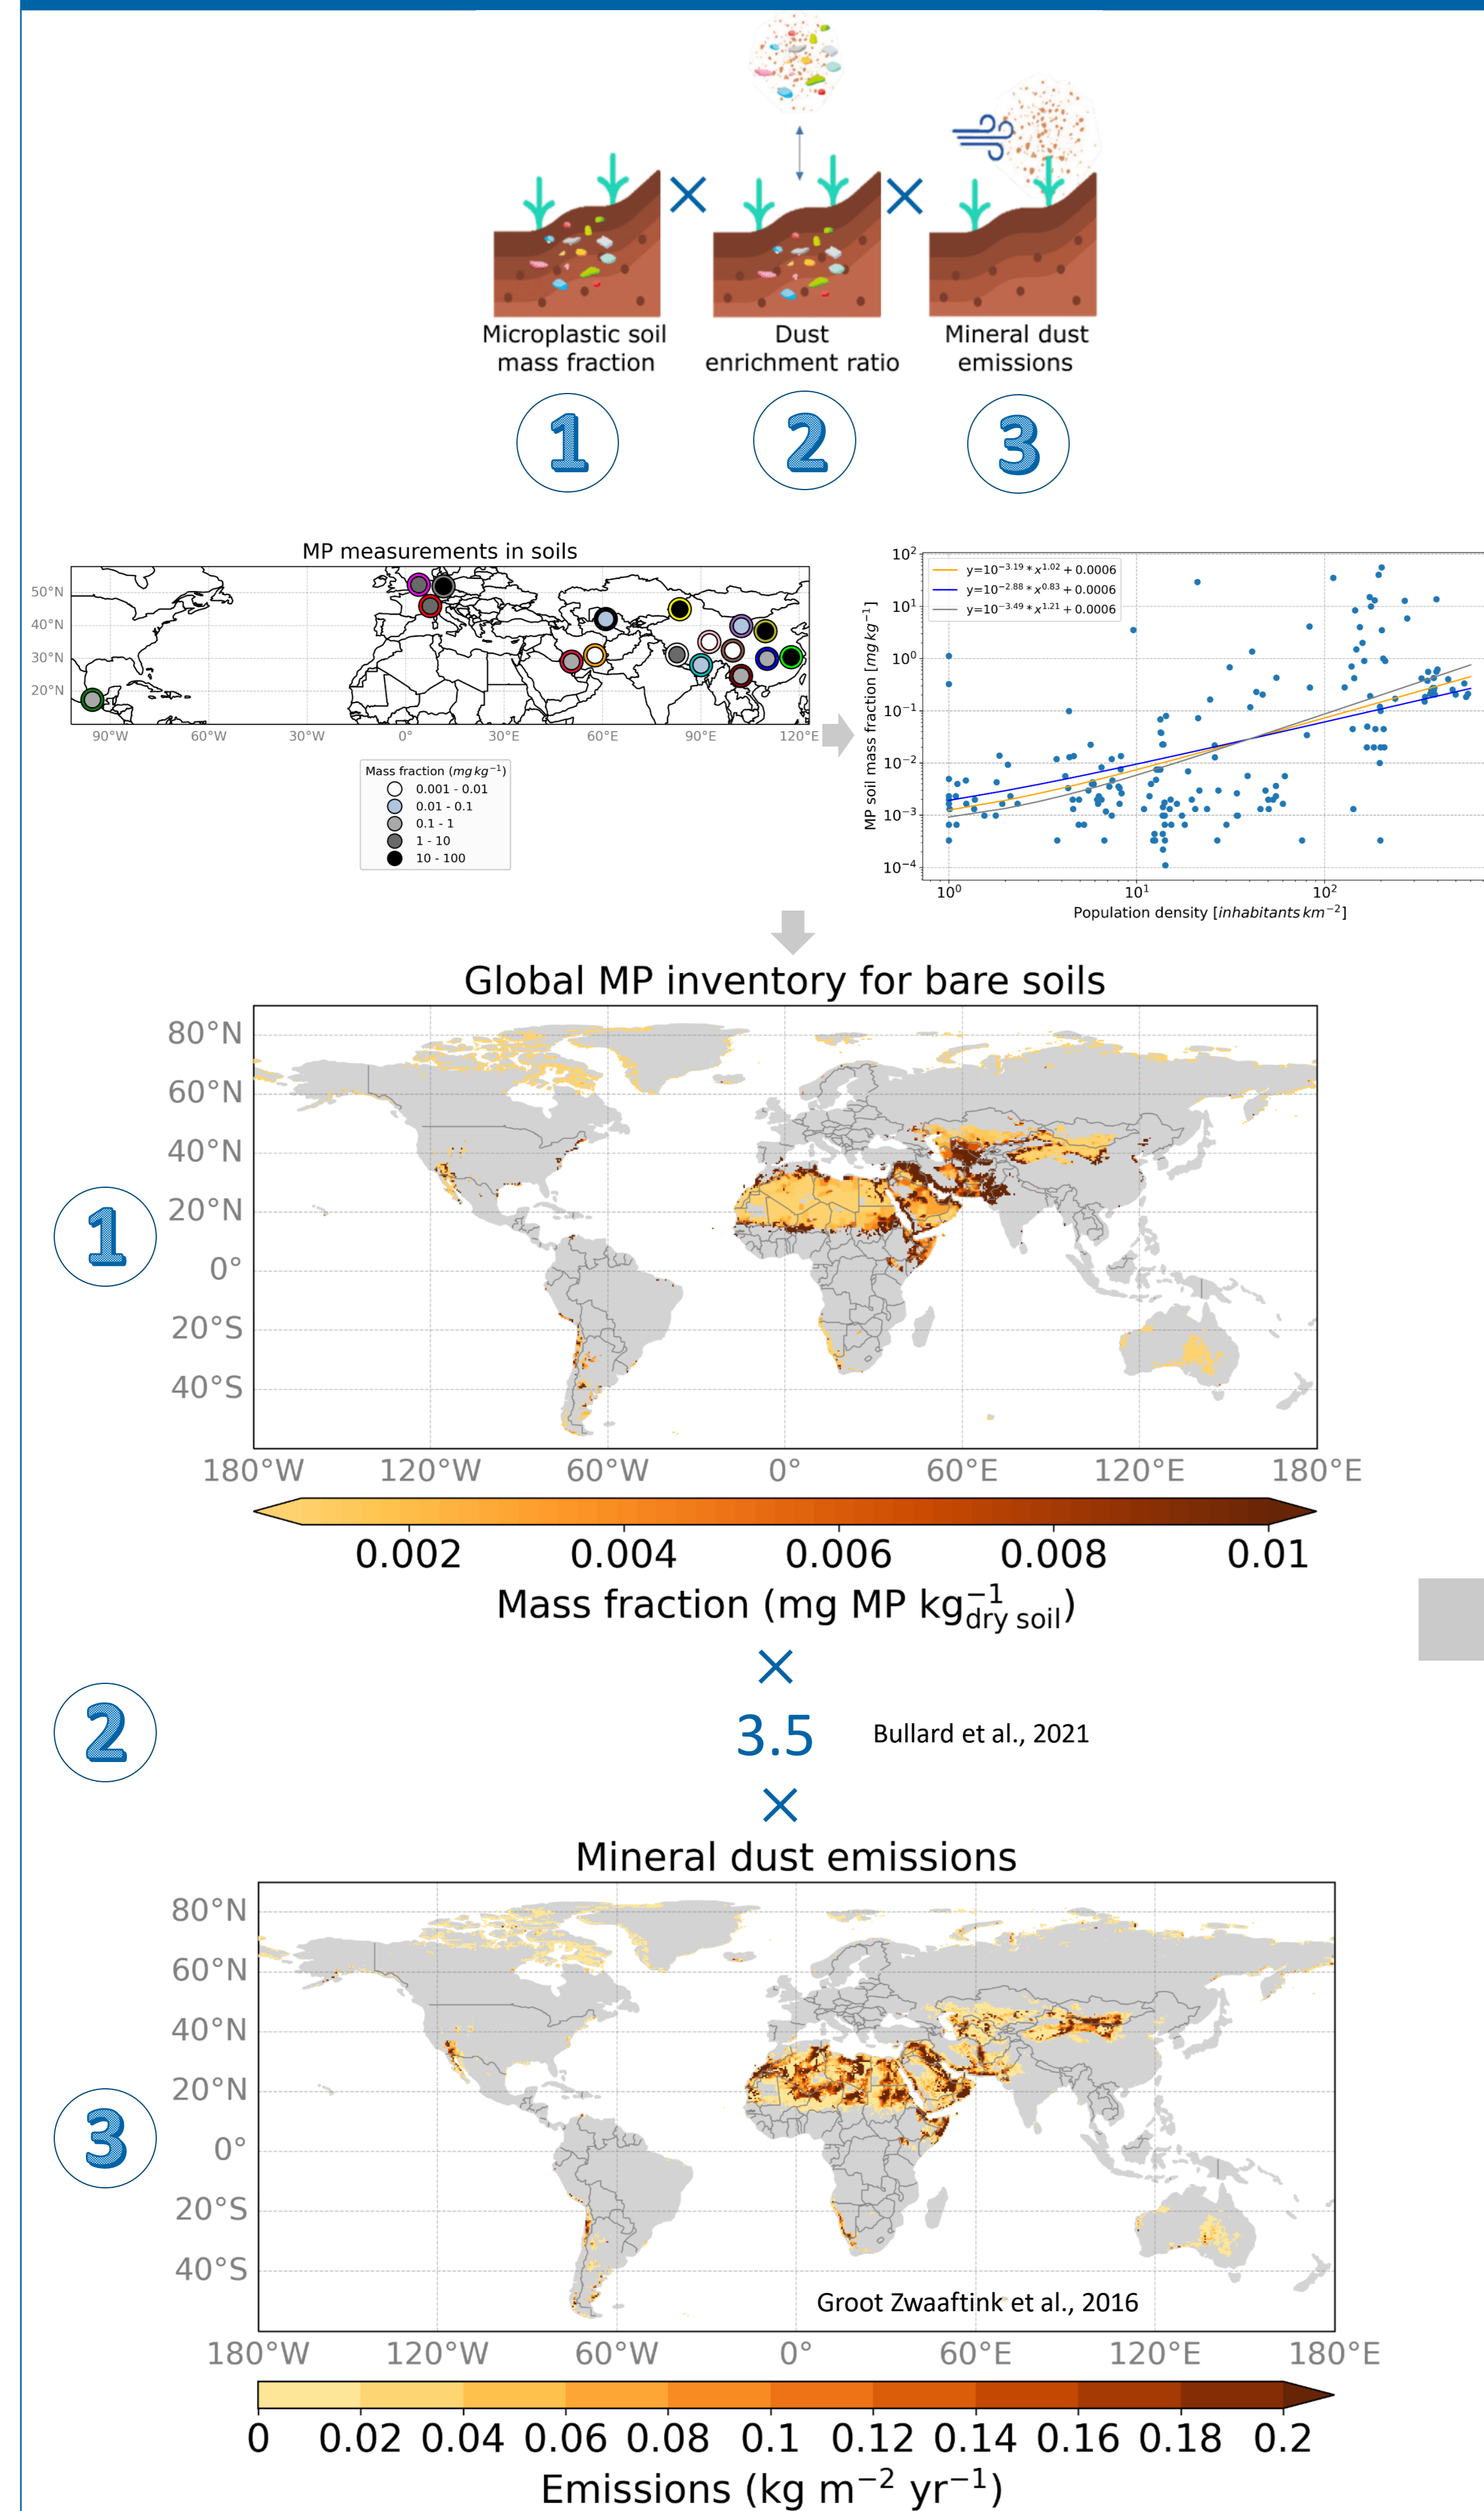 Microplastic soil
mass fraction
Dust
enrichment ratio
Mineral dust
emissions
1
2
3
MP measurements in soils
50°N
40°N
30°N
20°N
90°W 60°W 30°W 0° 30°E 60°E 90°E 120°E
Mass fraction (mg kg⁻¹)
0.001 - 0.01
0.01 - 0.1
0.1 - 1
1 - 10
10 - 100
MP soil mass fraction [mg kg⁻¹]
10²
10¹
10⁰
10⁻¹
10⁻²
10⁻³
10⁻⁴
y=10⁻³·¹⁹ * x¹·⁰² + 0.0006
y=10⁻²·⁸⁸ * x⁰·⁸³ + 0.0006
y=10⁻³·⁴⁹ * x¹·²¹ + 0.0006
10⁰ 10¹ 10²
Population density [inhabitants km⁻²]
Global MP inventory for bare soils
1
80°N
60°N
40°N
20°N
0°
20°S
40°S
180°W 120°W 60°W 0° 60°E 120°E 180°E
0.002 0.004 0.006 0.008 0.01
Mass fraction (mg MP kg⁻¹ dry soil)
×
2
3.5 Bullard et al., 2021
×
Mineral dust emissions
3
80°N
60°N
40°N
20°N
0°
20°S
40°S
Groot Zwaaftink et al., 2016
180°W 120°W 60°W 0° 60°E 120°E 180°E
0 0.02 0.04 0.06 0.08 0.1 0.12 0.14 0.16 0.18 0.2
Emissions (kg m⁻² yr⁻¹)